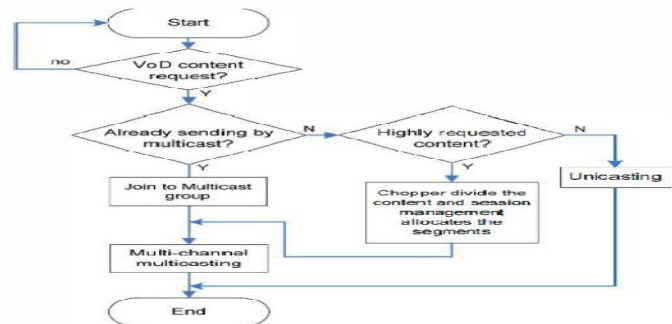 Start
no
VoD content
request?
Y
Already sending by
multicast?
N
Highly requested
content?
N
Y
Y
Join to Multicast
group
Chopper divide the
content and session
management
allocates the
segments
Unicasting
Multi-channel
multicasting
End